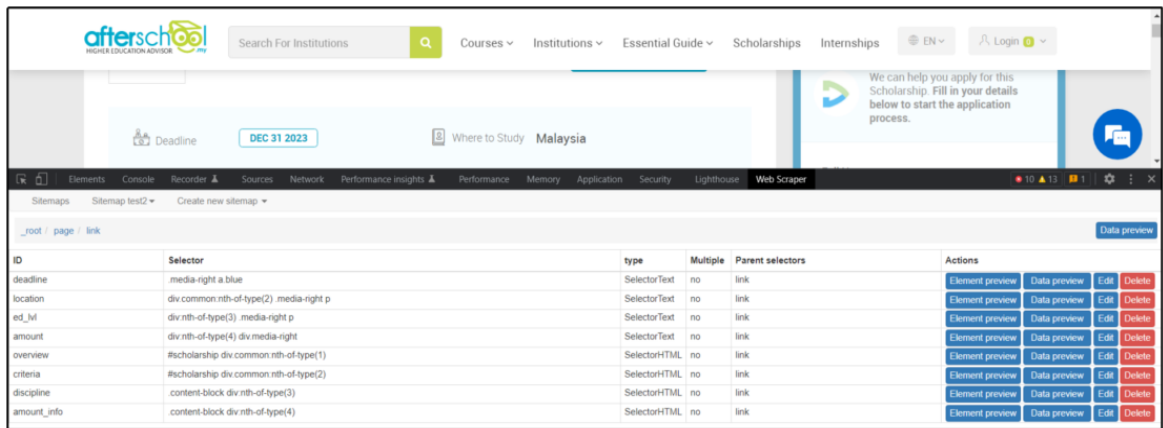 afterschool .my
HIGHER EDUCATION ADVISOR
Search For Institutions
Courses Institutions Essential Guide Scholarships Internships EN Login 0
We can help you apply for this
Scholarship. Fill in your details
below to start the application
process.
Deadline DEC 31 2023 Where to Study Malaysia
Elements Console Recorder Sources Network Performance insights Performance Memory Application Security Lighthouse Web Scraper 10 13 1
Sitemaps Sitemap test2 Create new sitemap
_root / page / link Data preview
ID Selector type Multiple Parent selectors Actions
deadline .media-right a.blue SelectorText no link Element preview Data preview Edit Delete
location div.common:nth-of-type(2) .media-right p SelectorText no link Element preview Data preview Edit Delete
ed_lvl div:nth-of-type(3) .media-right p SelectorText no link Element preview Data preview Edit Delete
amount div:nth-of-type(4) div.media-right SelectorText no link Element preview Data preview Edit Delete
overview #scholarship div.common:nth-of-type(1) SelectorHTML no link Element preview Data preview Edit Delete
criteria #scholarship div.common:nth-of-type(2) SelectorHTML no link Element preview Data preview Edit Delete
discipline .content-block div:nth-of-type(3) SelectorHTML no link Element preview Data preview Edit Delete
amount_info .content-block div:nth-of-type(4) SelectorHTML no link Element preview Data preview Edit Delete